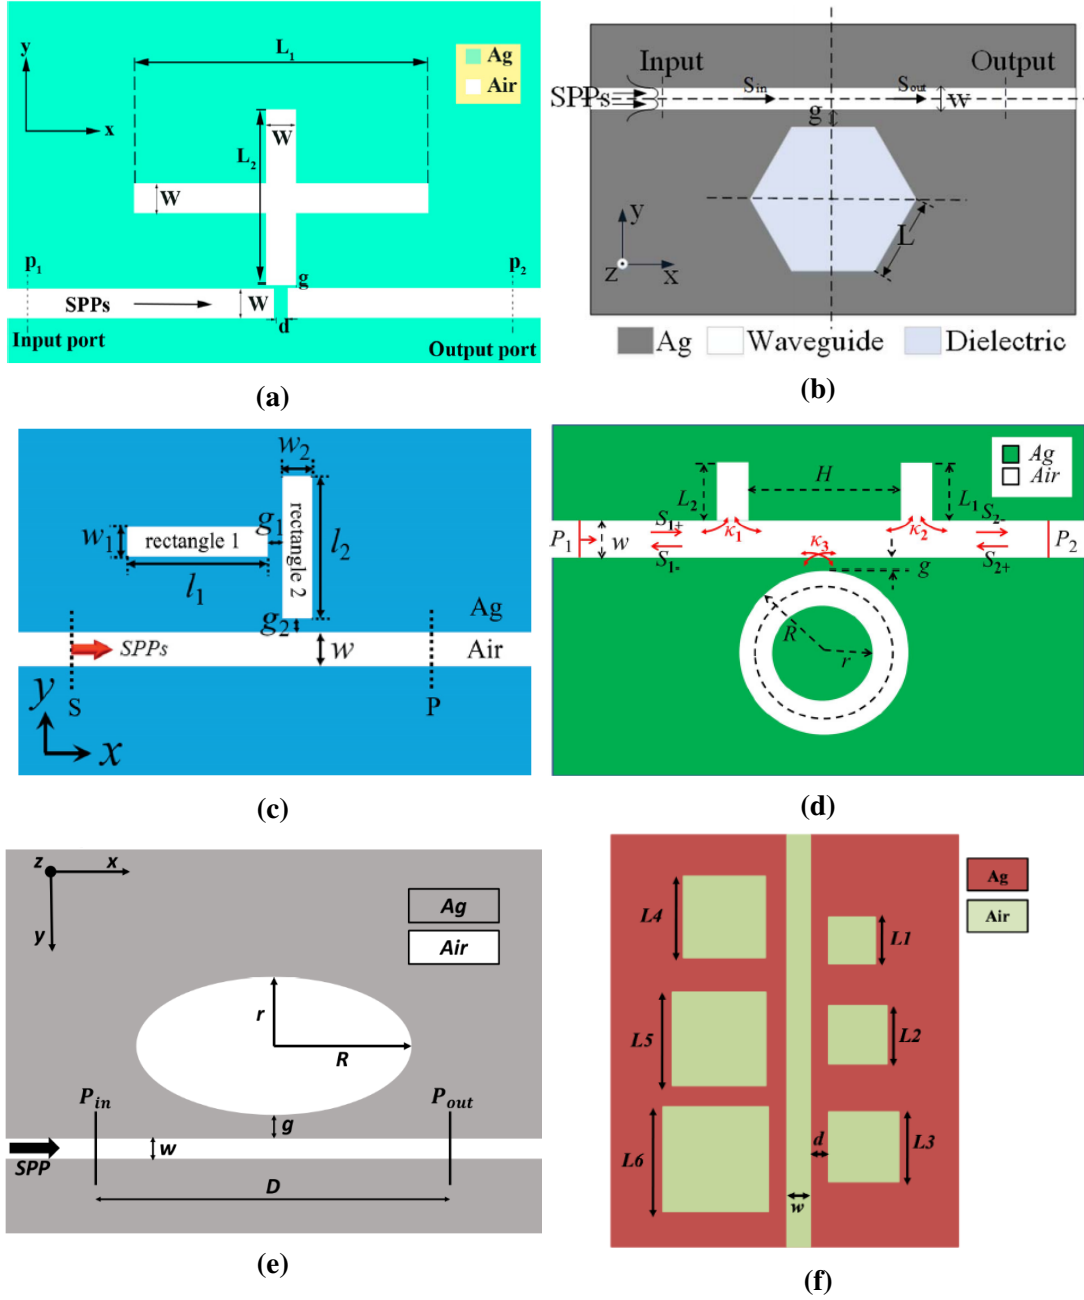 y
x
L₁
Ag
Air
W
L₂
W
p₁
p₂
g
SPPs
W
d
Input port
Output port
(a)
Input
Output
SPPs
Sᵢₙ
Sₒᵤₜ
w
g
L
y
z
x
Ag
Waveguide
Dielectric
(b)
w₂
w₁
rectangle 1
g₁
rectangle 2
l₂
l₁
g₂
Ag
SPPs
w
Air
S
P
y
x
(c)
Ag
Air
L₂
H
L₁
P₁
w
S₁₊
S₁₋
κ₁
κ₂
κ₃
S₂₋
S₂₊
P₂
g
R
r
(d)
z
x
y
Ag
Air
r
R
Pᵢₙ
Pₒᵤₜ
g
w
SPP
D
(e)
Ag
Air
L4
L1
L5
L2
L6
d
L3
w
(f)